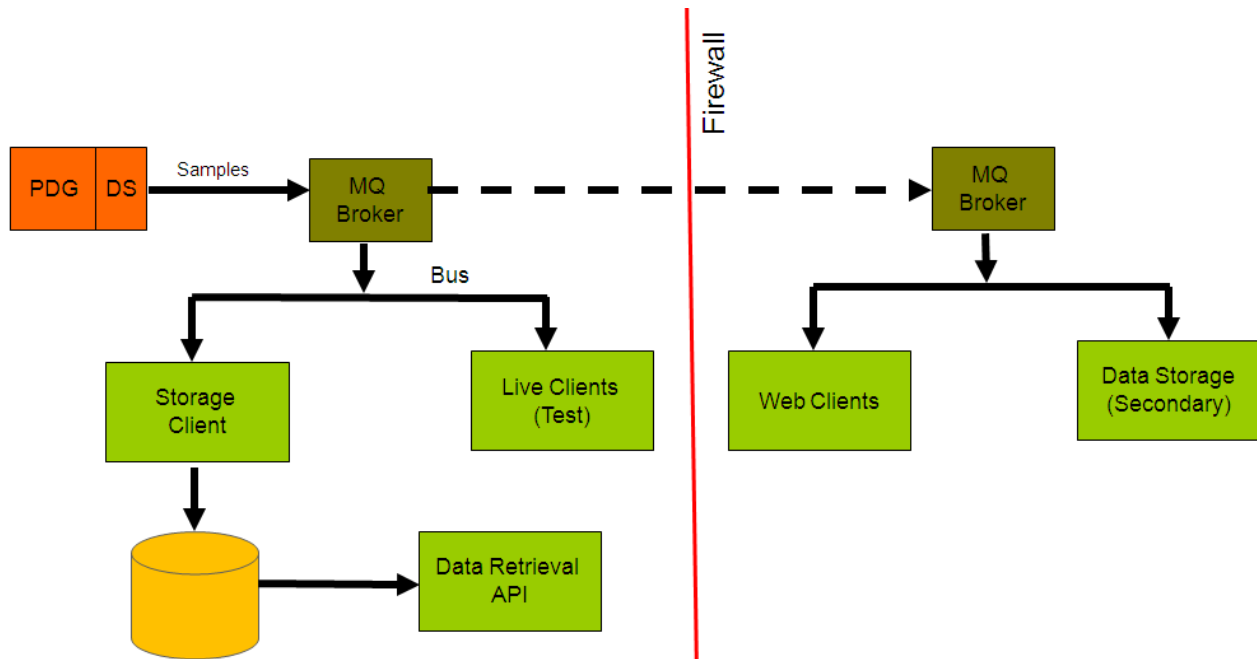 Firewall
PDG DS
Samples
MQ
Broker
MQ
Broker
Bus
Storage
Client
Live Clients
(Test)
Web Clients
Data Storage
(Secondary)
Data Retrieval
API